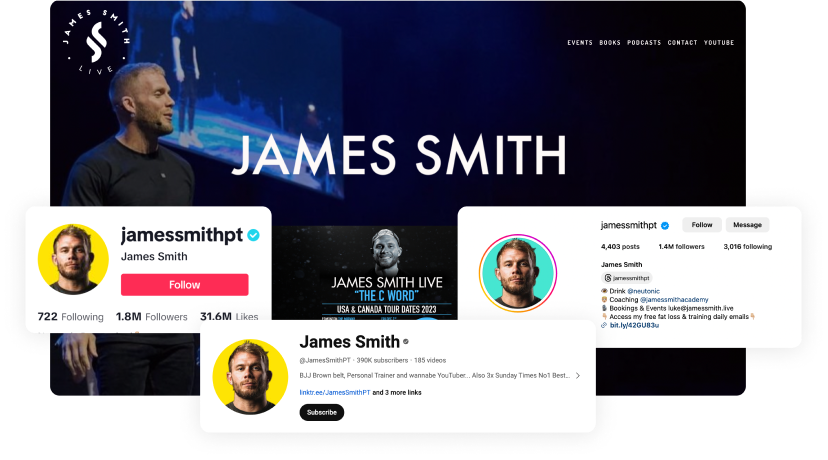 JAMES SMITH
LIVE
EVENTS BOOKS PODCASTS CONTACT YOUTUBE
JAMES SMITH
jamessmithpt
James Smith
Follow
722 Following 1.8M Followers 31.6M Likes
JAMES SMITH LIVE
"THE C WORD"
USA & CANADA TOUR DATES 2023
jamessmithpt Follow Message
4,403 posts 1.4M followers 3,016 following
James Smith
jamessmithpt
👁 Drink @neutonic
Coaching @jamessmithacademy
Bookings & Events luke@jamessmith.live
👇🏼 Access my free fat loss & training daily emails 👇🏼
bit.ly/42GU83u
James Smith
@JamesSmithPT · 390K subscribers · 185 videos
BJJ Brown belt, Personal Trainer and wannabe YouTuber... Also 3x Sunday Times No1 Best...
linktr.ee/JamesSmithPT and 3 more links
Subscribe